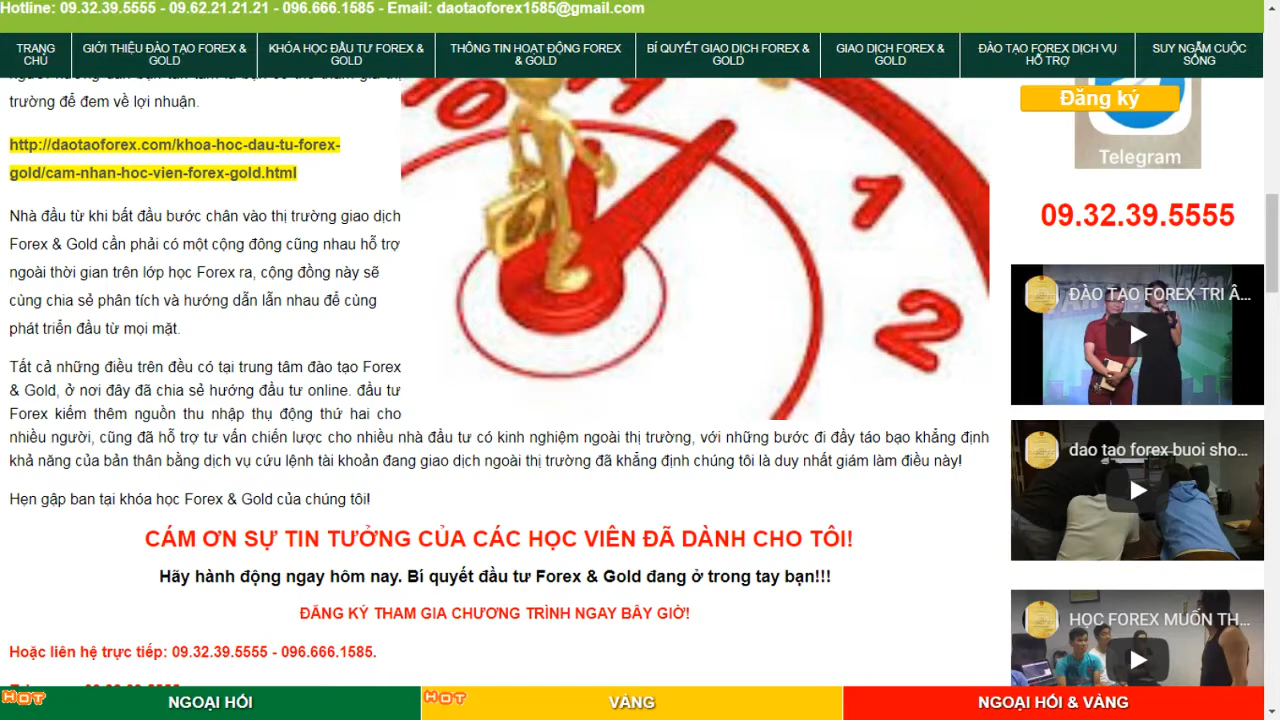 Hotline: 09.32.39.5555 - 09.62.21.21.21 - 096.666.1585 - Email: daotaoforex1585@gmail.com
TRANG CHỦ
GIỚI THIỆU ĐÀO TẠO FOREX & GOLD
KHÓA HỌC ĐẦU TƯ FOREX & GOLD
THÔNG TIN HOẠT ĐỘNG FOREX & GOLD
BÍ QUYẾT GIAO DỊCH FOREX & GOLD
GIAO DỊCH FOREX & GOLD
ĐÀO TẠO FOREX DỊCH VỤ HỖ TRỢ
SUY NGẪM CUỘC SỐNG
trường để đem về lợi nhuận.
http://daotaoforex.com/khoa-hoc-dau-tu-forex-
gold/cam-nhan-hoc-vien-forex-gold.html
Nhà đầu tư khi bắt đầu bước chân vào thị trường giao dịch
Forex & Gold cần phải có một cộng đông cũng nhau hỗ trợ
ngoài thời gian trên lớp học Forex ra, cộng đồng này sẽ
cùng chia sẻ phân tích và hướng dẫn lẫn nhau để cùng
phát triển đầu tư mọi mặt.
Tất cả những điều trên đều có tại trung tâm đào tạo Forex
& Gold, ở nơi đây đã chia sẻ hướng đầu tư online. đầu tư
Forex kiếm thêm nguồn thu nhập thụ động thứ hai cho
nhiều người, cũng đã hỗ trợ tư vấn chiến lược cho nhiều nhà đầu tư có kinh nghiệm ngoài thị trường, với những bước đi đầy táo bạo khẳng định
khả năng của bản thân bằng dịch vụ cứu lệnh tài khoản đang giao dịch ngoài thị trường đã khẳng định chúng tôi là duy nhất giám làm điều này!
Hẹn gặp bạn tại khóa học Forex & Gold của chúng tôi!
CÁM ƠN SỰ TIN TƯỞNG CỦA CÁC HỌC VIÊN ĐÃ DÀNH CHO TÔI!
Hãy hành động ngay hôm nay. Bí quyết đầu tư Forex & Gold đang ở trong tay bạn!!!
ĐĂNG KÝ THAM GIA CHƯƠNG TRÌNH NGAY BÂY GIỜ!
Hoặc liên hệ trực tiếp: 09.32.39.5555 - 096.666.1585.
10
11
1
2
Đăng ký
Telegram
09.32.39.5555
ĐÀO TẠO FOREX TRI Â...
dao tao forex buoi sho...
HỌC FOREX MUỐN TH...
HOT
NGOẠI HỐI
HOT
VÀNG
NGOẠI HỐI & VÀNG